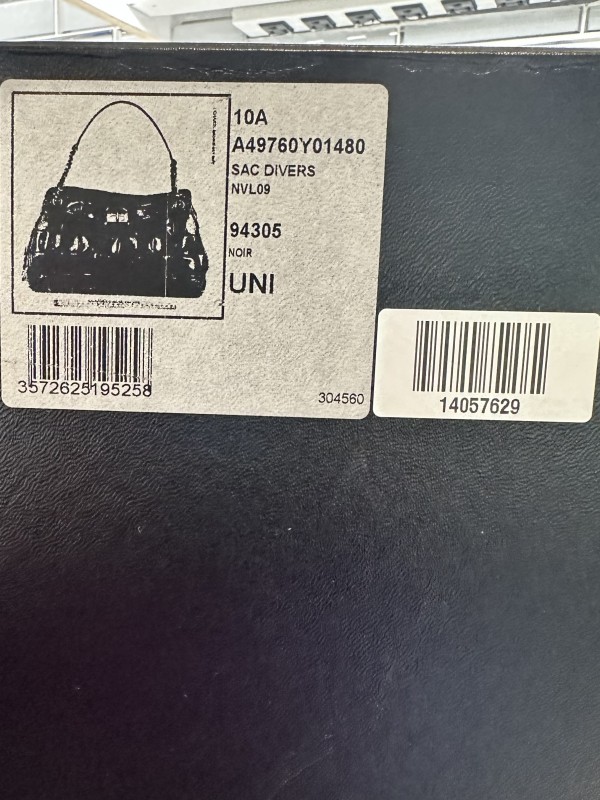 10A
A49760Y01480
SAC DIVERS
NVL09
94305
NOIR
UNI
3572625195258
304560
14057629